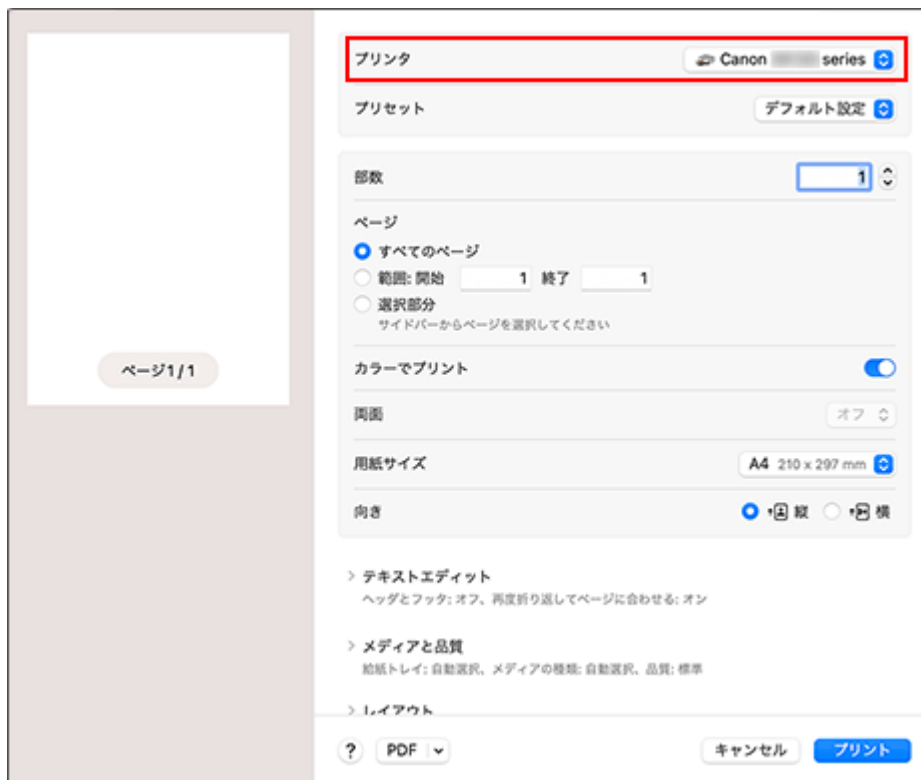 プリンタ Canon series
プリセット デフォルト設定
部数 1
ページ
すべてのページ
範囲: 開始 1 終了 1
選択部分
サイドバーからページを選択してください
ページ1/1
カラーでプリント
両面 オフ
用紙サイズ A4 210 x 297 mm
向き 縦 横
テキストエディット
ヘッダとフッタ: オフ、再度折り返してページに合わせる: オン
メディアと品質
給紙トレイ: 自動選択、メディアの種類: 自動選択、品質: 標準
レイアウト
? PDF キャンセル プリント